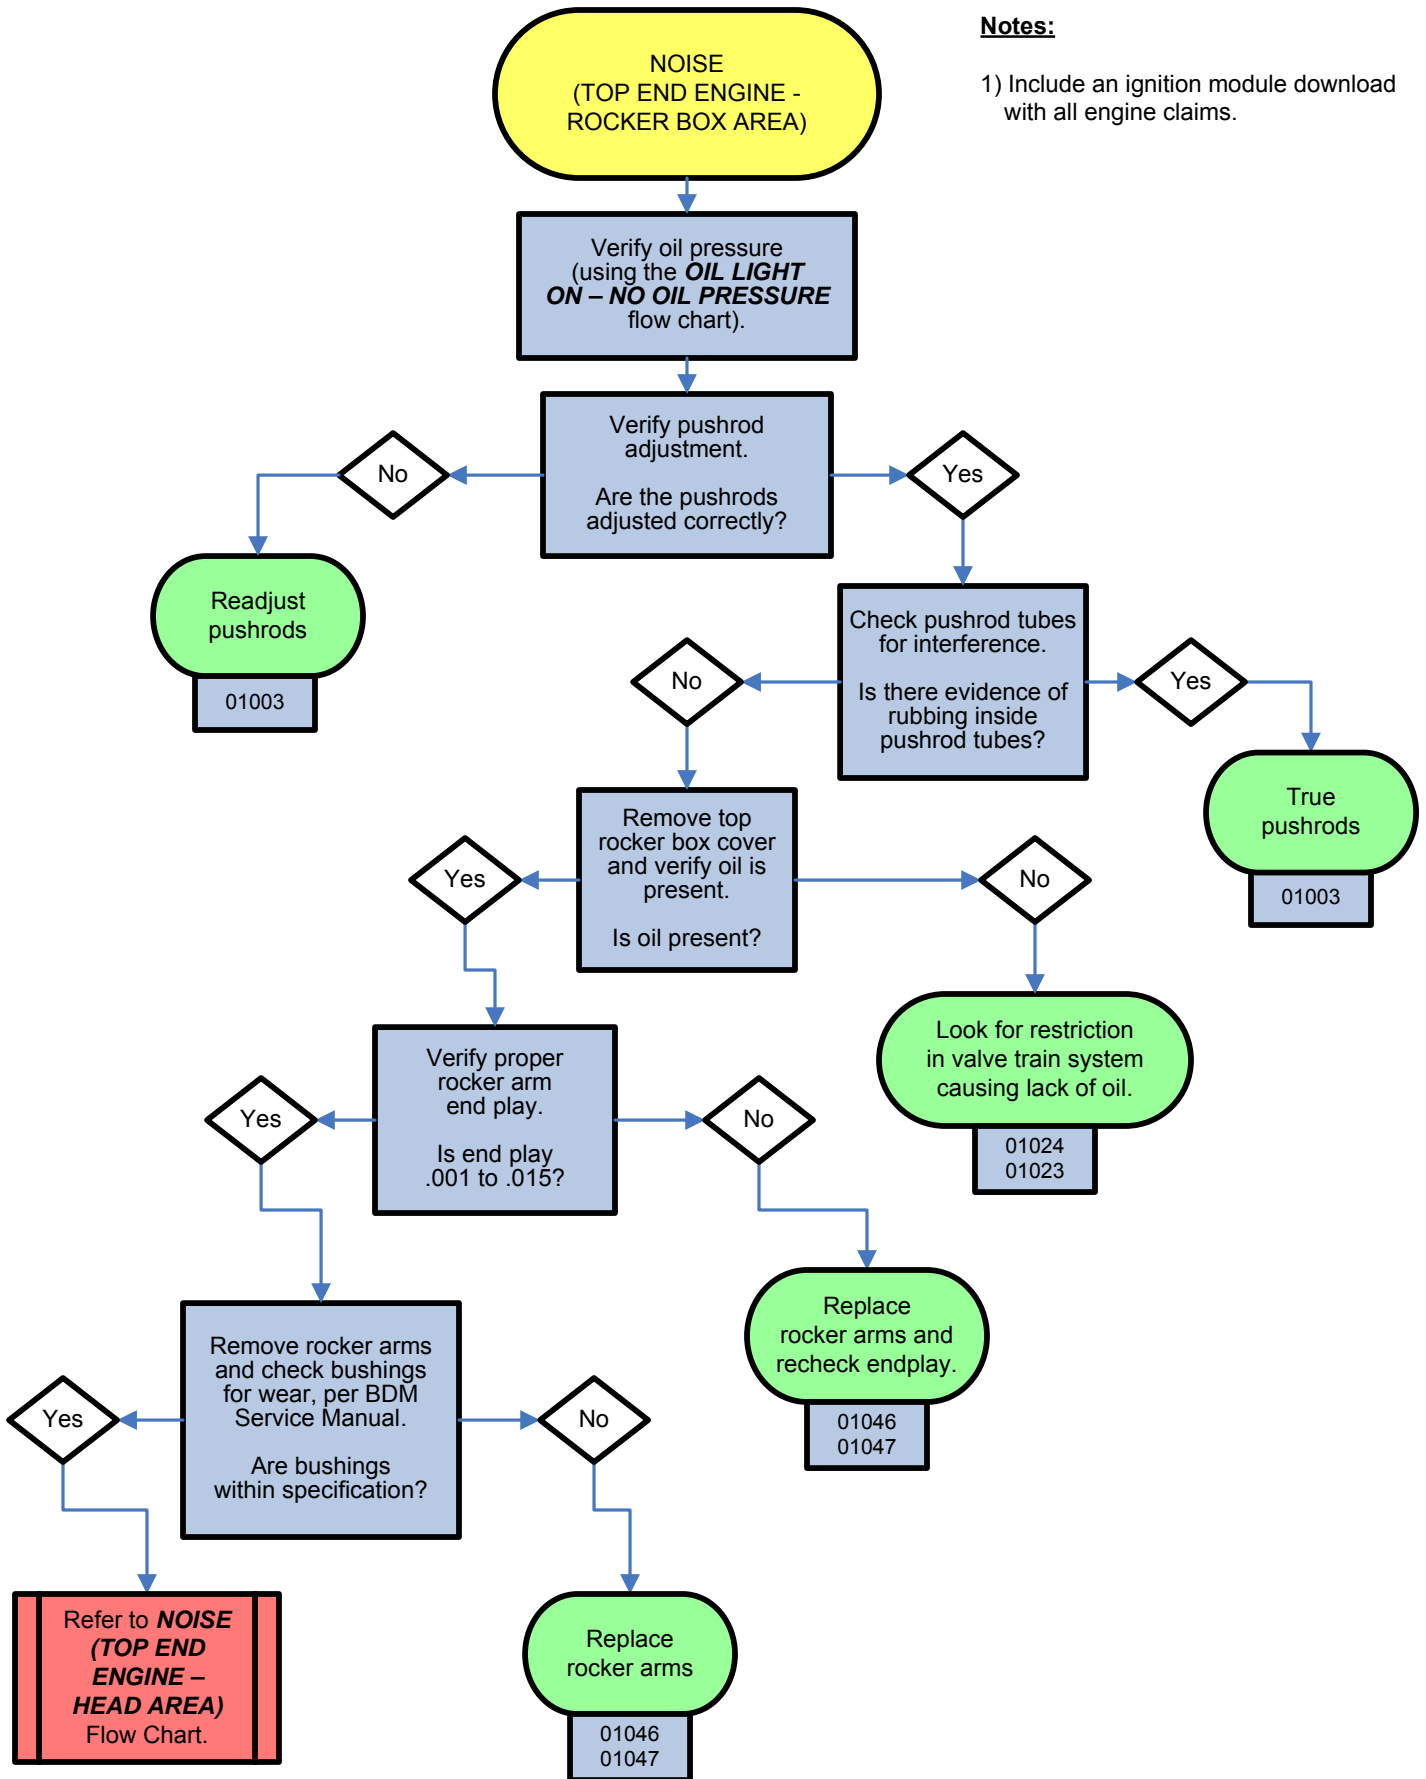 Notes:
1) Include an ignition module download
with all engine claims.
NOISE
(TOP END ENGINE -
ROCKER BOX AREA)
Verify oil pressure
(using the OIL LIGHT
ON – NO OIL PRESSURE
flow chart).
Verify pushrod
adjustment.
Are the pushrods
adjusted correctly?
No
Yes
Readjust
pushrods
01003
Check pushrod tubes
for interference.
Is there evidence of
rubbing inside
pushrod tubes?
No
Yes
True
pushrods
01003
Remove top
rocker box cover
and verify oil is
present.
Is oil present?
Yes
No
Look for restriction
in valve train system
causing lack of oil.
01024
01023
Verify proper
rocker arm
end play.
Is end play
.001 to .015?
Yes
No
Replace
rocker arms and
recheck endplay.
01046
01047
Remove rocker arms
and check bushings
for wear, per BDM
Service Manual.
Are bushings
within specification?
Yes
No
Refer to NOISE
(TOP END
ENGINE –
HEAD AREA)
Flow Chart.
Replace
rocker arms
01046
01047